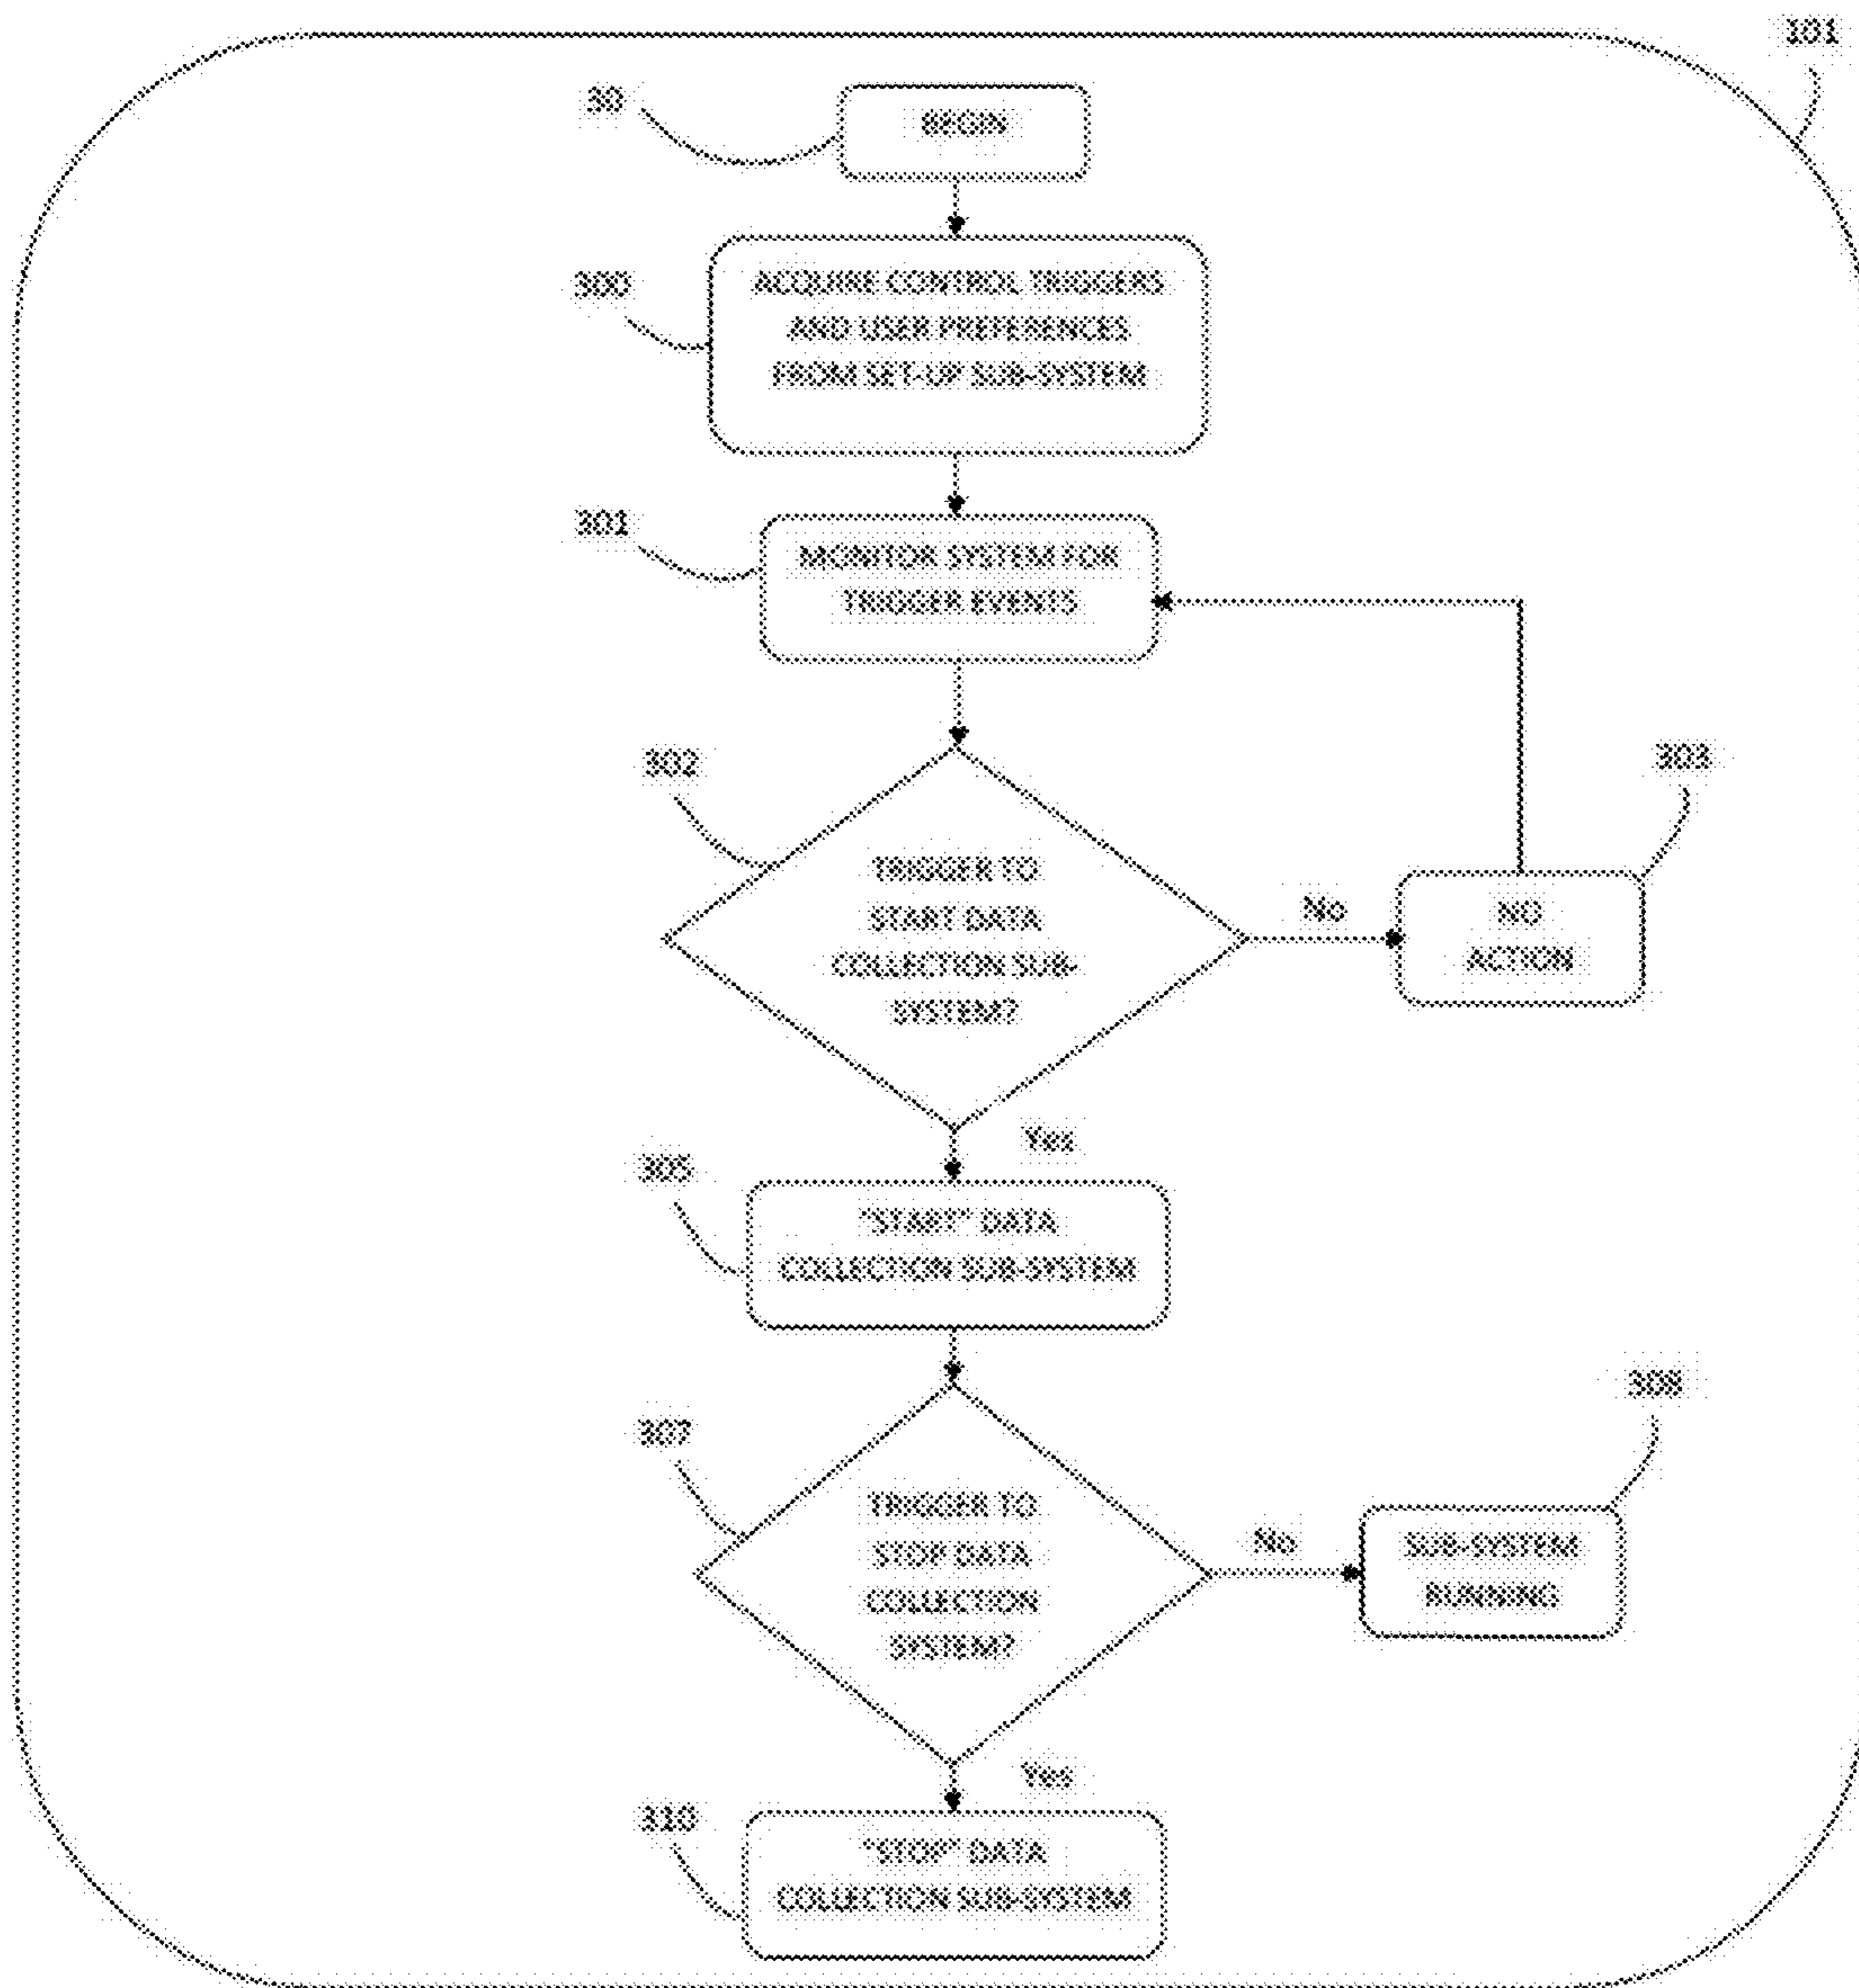 101
30
BEGIN
300
ACQUIRE CONTROL TRIGGERS
AND USER PREFERENCES
FROM SET-UP SUB-SYSTEM
301
MONITOR SYSTEM FOR
TRIGGER EVENTS
302
303
TRIGGER TO
START DATA
COLLECTION SUB-
SYSTEM?
No
NO
ACTION
Yes
305
"START" DATA
COLLECTION SUB-SYSTEM
307
308
TRIGGER TO
STOP DATA
COLLECTION
SYSTEM?
No
SUB-SYSTEM
RUNNING
Yes
310
"STOP" DATA
COLLECTION SUB-SYSTEM